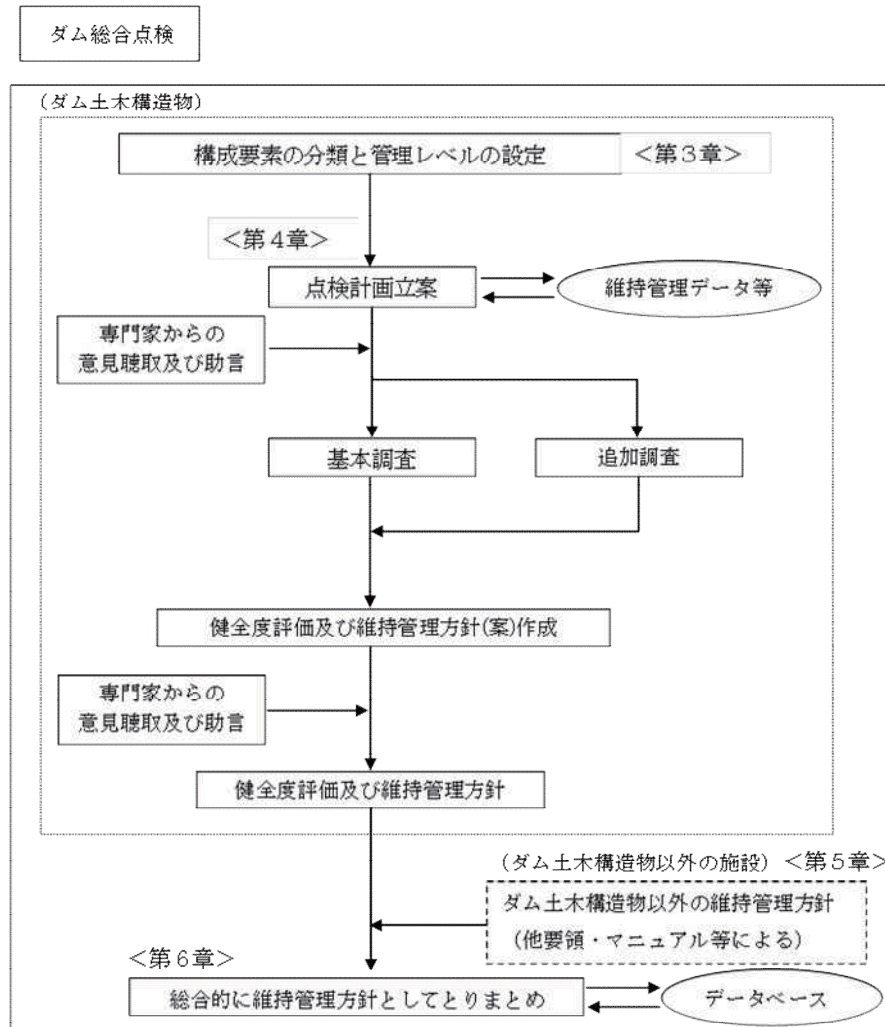 ダム総合点検
（ダム土木構造物）
構成要素の分類と管理レベルの設定
＜第３章＞
＜第４章＞
点検計画立案
維持管理データ等
専門家からの
意見聴取及び助言
基本調査
追加調査
健全度評価及び維持管理方針(案)作成
専門家からの
意見聴取及び助言
健全度評価及び維持管理方針
（ダム土木構造物以外の施設）＜第５章＞
ダム土木構造物以外の維持管理方針
（他要領・マニュアル等による）
＜第６章＞
総合的に維持管理方針としてとりまとめ
データベース